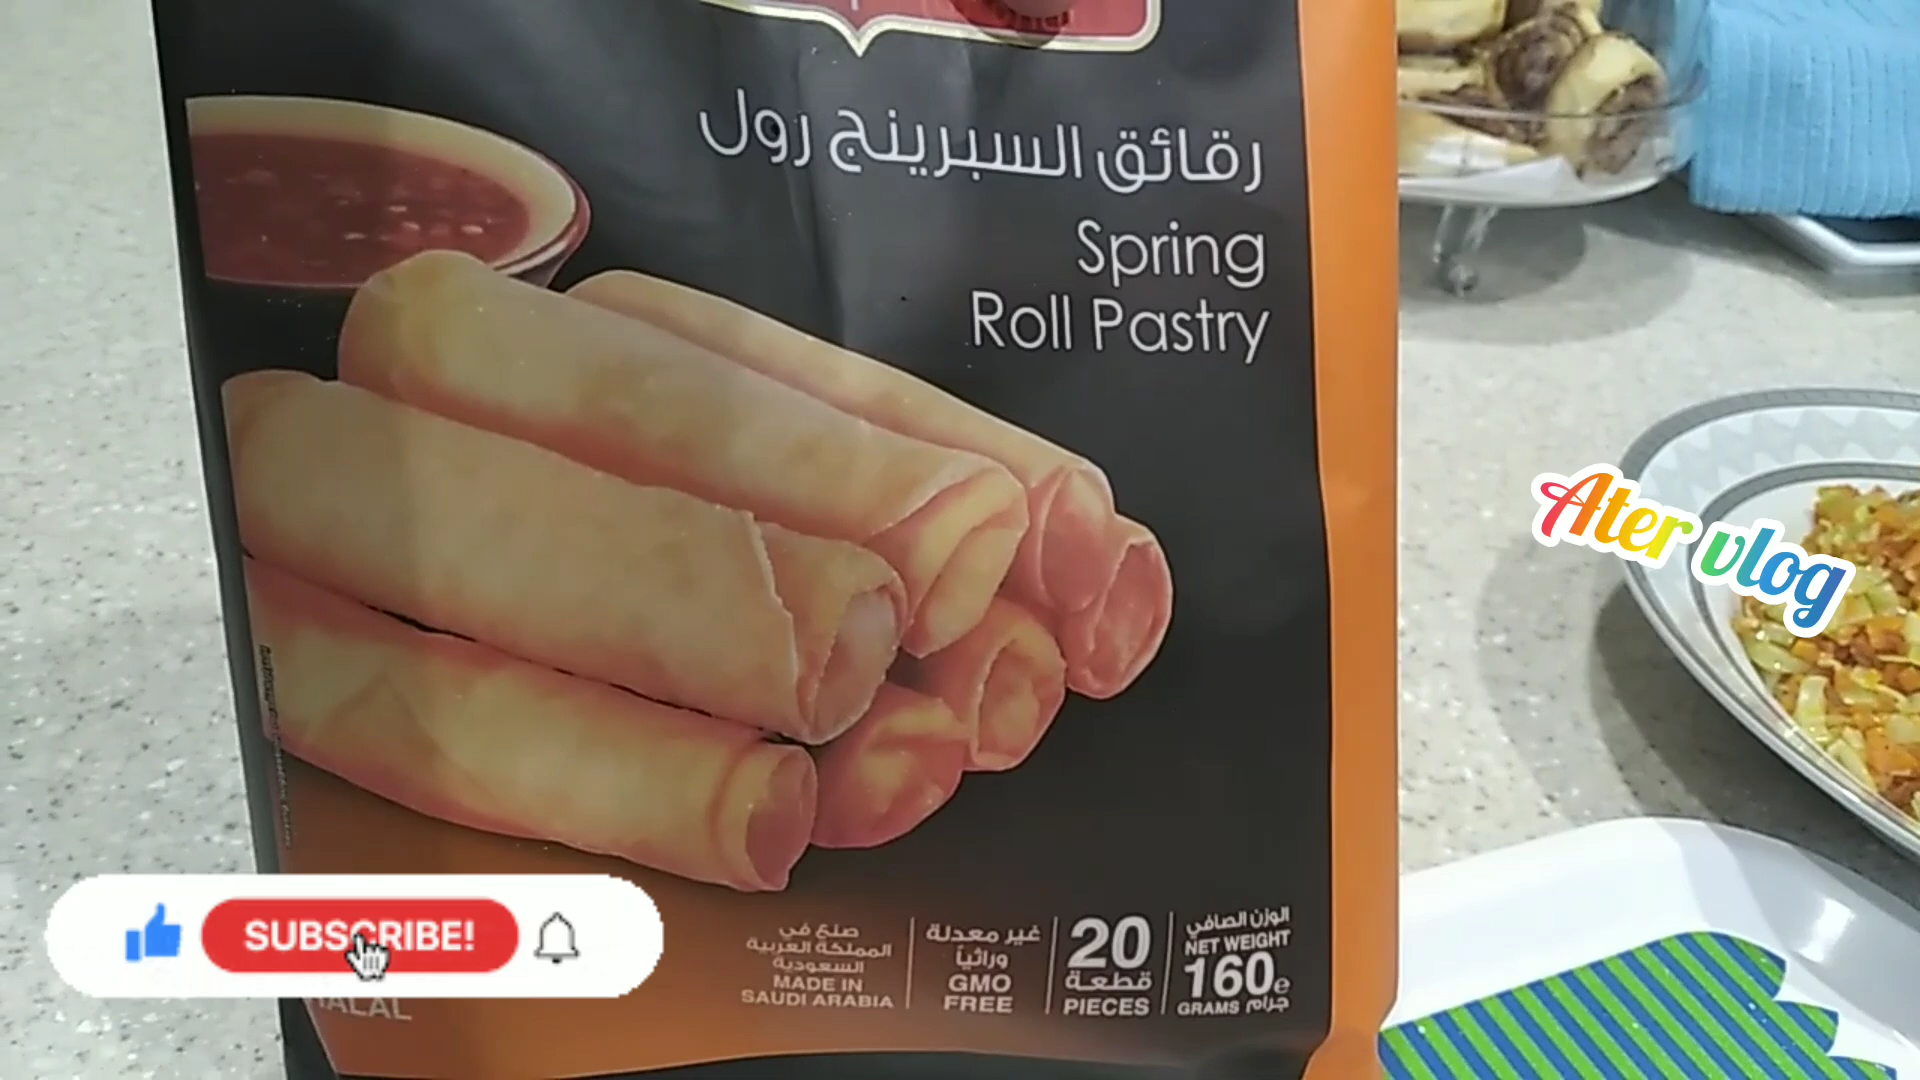 رقائق السبرينج رول
Spring
Roll Pastry
Ater vlog
SUBSCRIBE!
صنع في
المملكة العربية
السعودية
MADE IN
SAUDI ARABIA
غير معدلة
وراثياً
GMO
FREE
20
قطعة
PIECES
الوزن الصافي
NET WEIGHT
160e
GRAMS جرام
HALAL